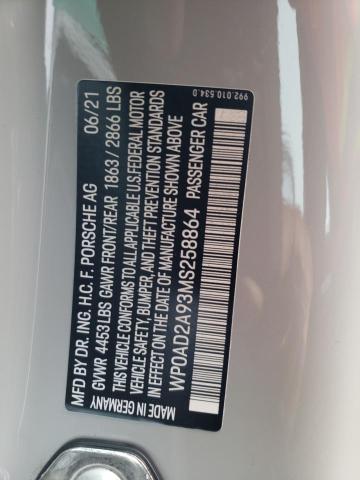 MFD BY DR. ING. H.C. F. PORSCHE AG 06/21
GVWR 4453 LBS GAWR FRONT/REAR 1863 / 2866 LBS
THIS VEHICLE CONFORMS TO ALL APPLICABLE U.S. FEDERAL MOTOR
VEHICLE SAFETY, BUMPER, AND THEFT PREVENTION STANDARDS
IN EFFECT ON THE DATE OF MANUFACTURE SHOWN ABOVE
WP0AD2A93MS258864 PASSENGER CAR
MADE IN GERMANY
992.010.534.0